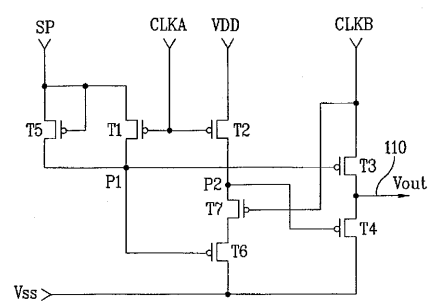 SP CLKA VDD CLKB
T5 T1 T2 T3 110
P1 P2 Vout
T7 T4
T6
Vss